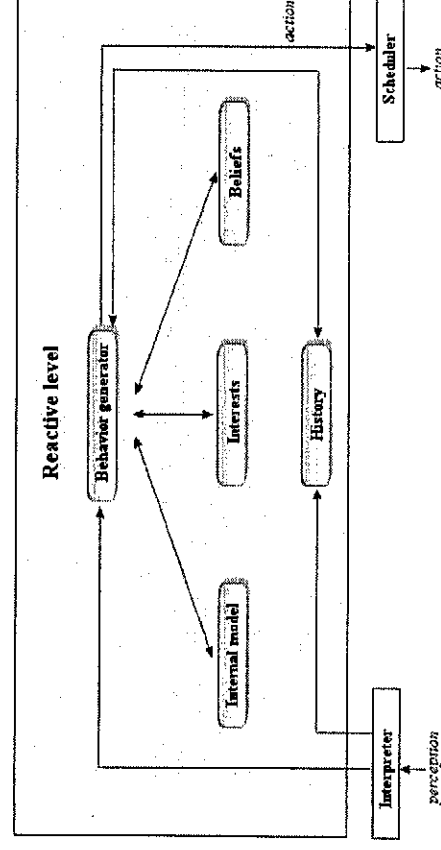 Reactive level
Behavior generator
Internal model
Interests
Beliefs
History
action
Interpreter
Scheduler
perception
action